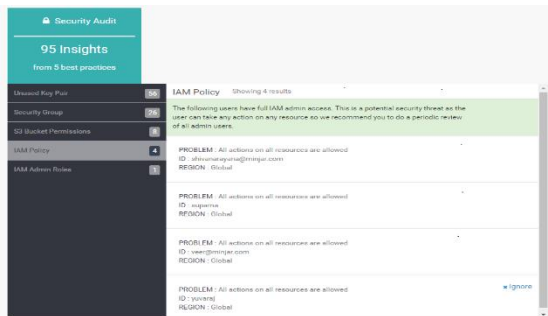 Security Audit
95 Insights
from 5 best practices
Unused Key Pair 56
Security Group 26
S3 Bucket Permissions 8
IAM Policy 4
IAM Admin Roles 1
IAM Policy Showing 4 results
The following users have full IAM admin access. This is a potential security threat as the
user can take any action on any resource so we recommend you to do a periodic review
of all admin users.
PROBLEM : All actions on all resources are allowed
ID : shivanarayana@minjar.com
REGION : Global
PROBLEM : All actions on all resources are allowed
ID : suparna
REGION : Global
PROBLEM : All actions on all resources are allowed
ID : veer@minjar.com
REGION : Global
PROBLEM : All actions on all resources are allowed
Ignore
ID : yuvaraj
REGION : Global